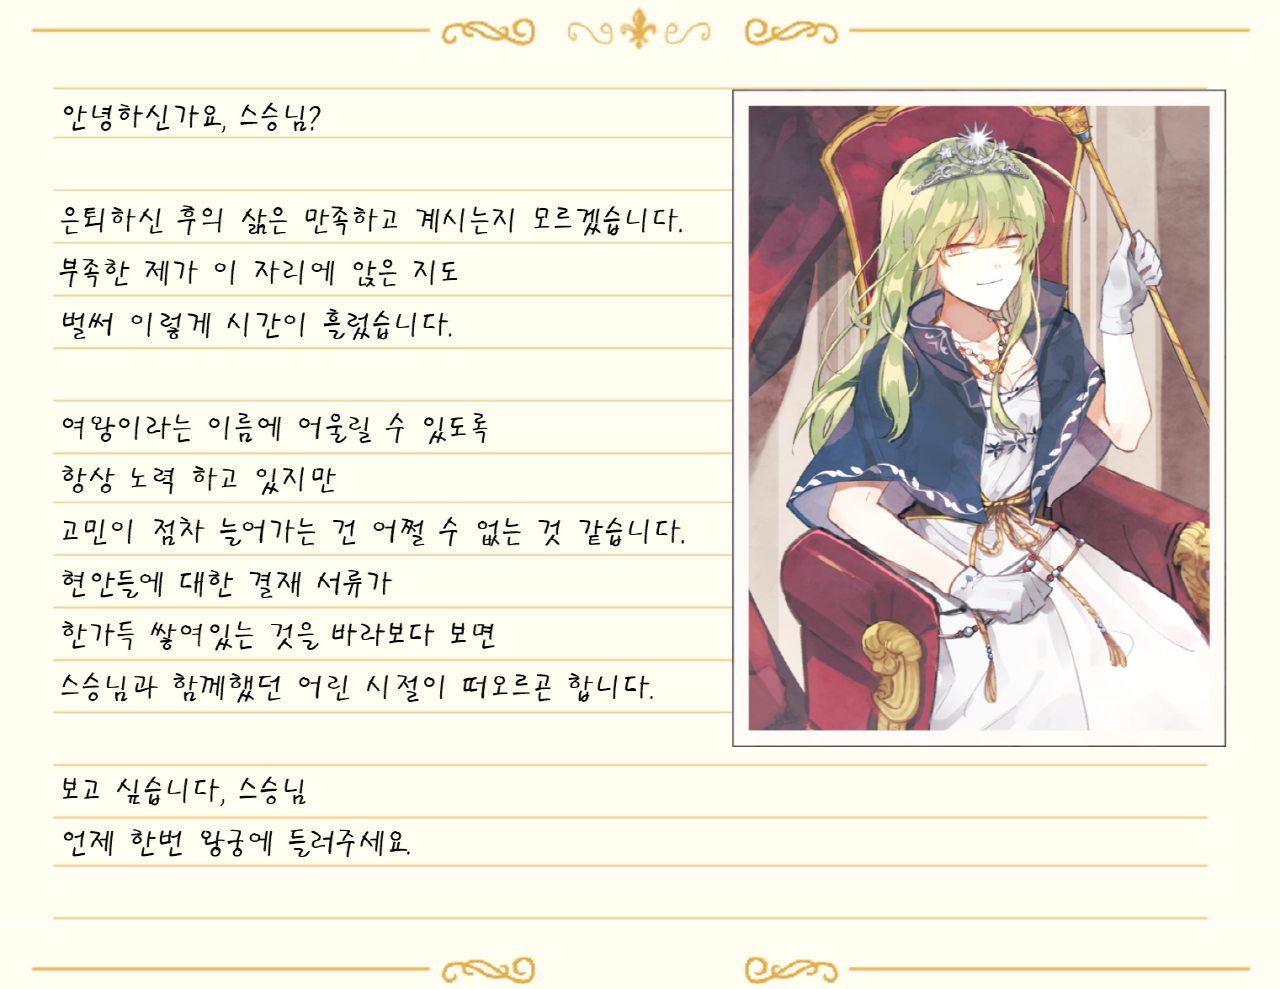 안녕하신가요, 스승님?
은퇴하신 후의 삶은 만족하고 계시는지 모르겠습니다.
부족한 제가 이 자리에 앉은 지도
벌써 이렇게 시간이 흘렀습니다.
여왕이라는 이름에 어울릴 수 있도록
항상 노력 하고 있지만
고민이 점차 늘어가는 건 어쩔 수 없는 것 같습니다.
현안들에 대한 결재 서류가
한가득 쌓여있는 것을 바라보다 보면
스승님과 함께했던 어린 시절이 떠오르곤 합니다.
보고 싶습니다, 스승님
언제 한번 왕궁에 들러주세요.